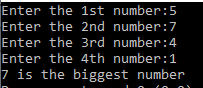 Enter the 1st number:5
Enter the 2nd number:7
Enter the 3rd number:4
Enter the 4th number:1
7 is the biggest number